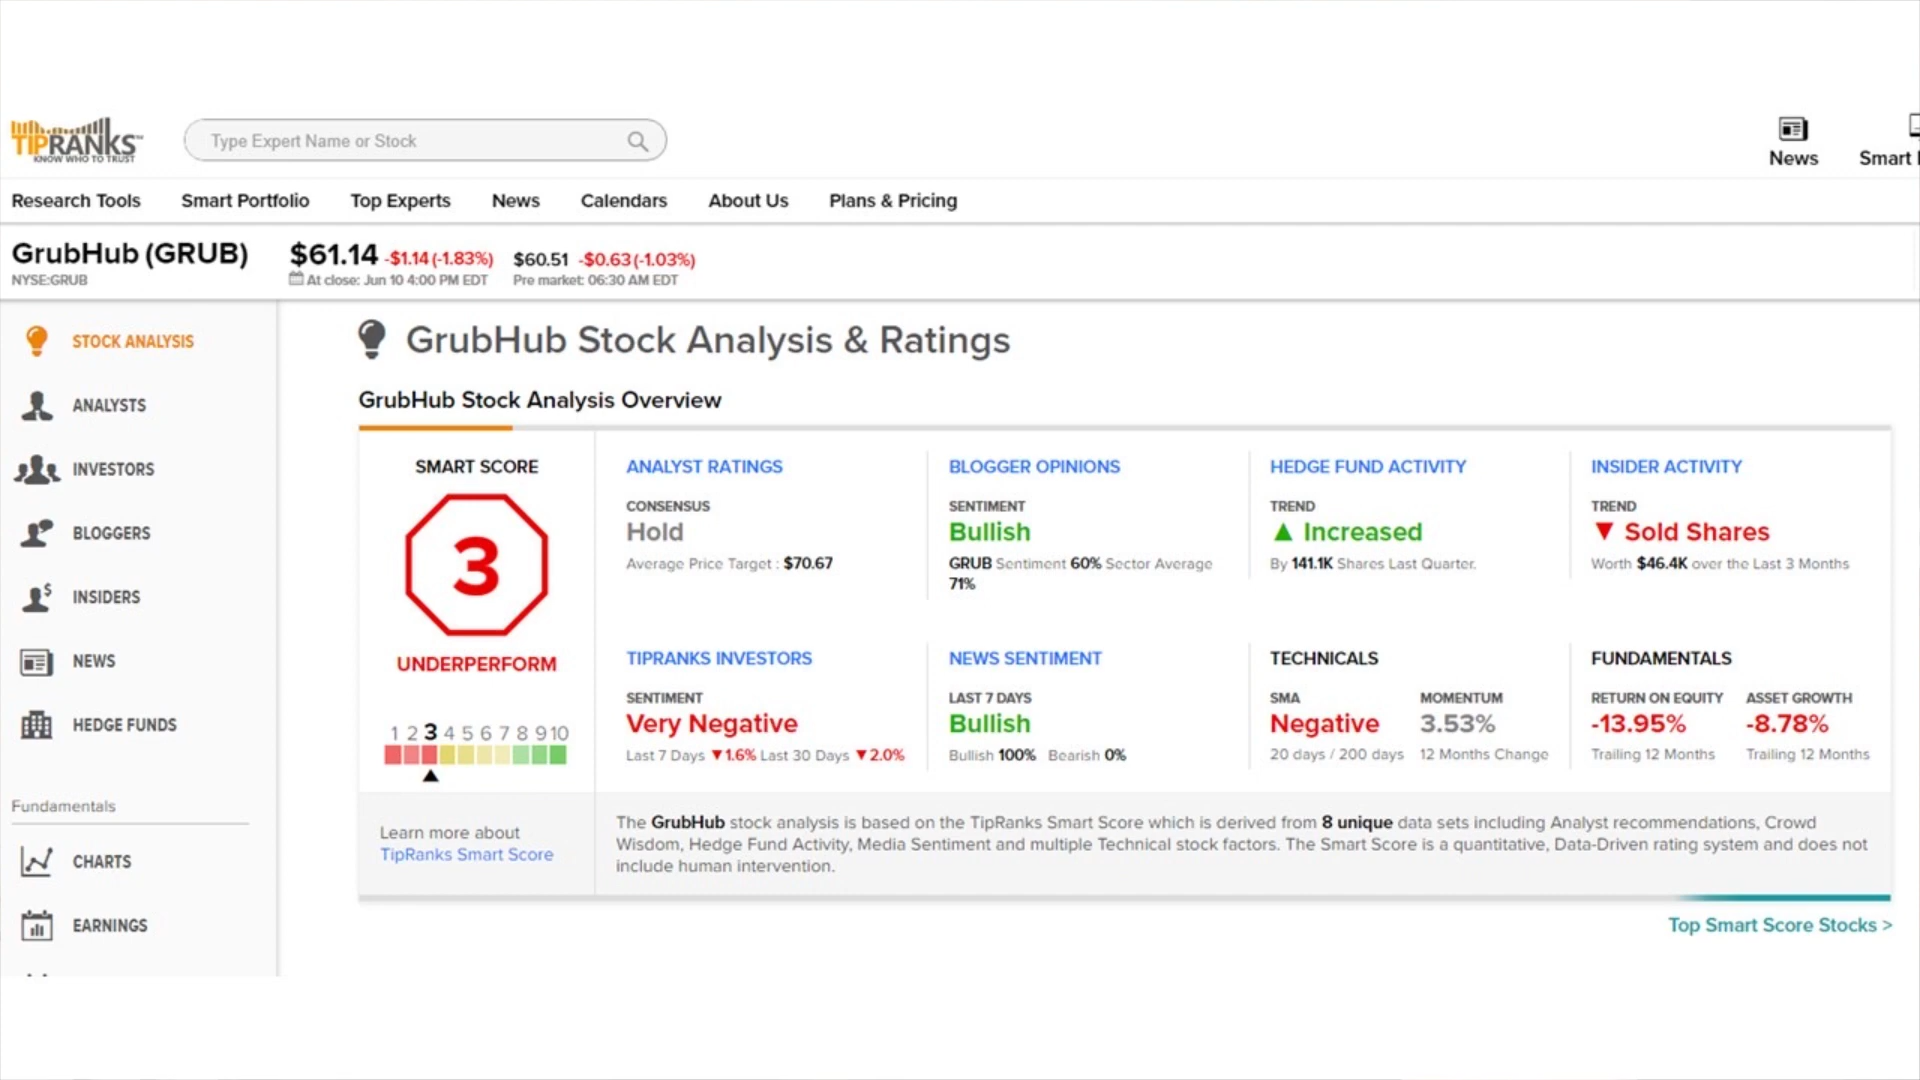 TIPRANKS™
KNOW WHO TO TRUST
Type Expert Name or Stock
News
Smart
Research Tools Smart Portfolio Top Experts News Calendars About Us Plans & Pricing
GrubHub (GRUB) $61.14 -$1.14 (-1.83%) $60.51 -$0.63 (-1.03%)
NYSE:GRUB At close: Jun 10 4:00 PM EDT Pre market: 06:30 AM EDT
STOCK ANALYSIS
ANALYSTS
INVESTORS
BLOGGERS
INSIDERS
NEWS
HEDGE FUNDS
Fundamentals
CHARTS
EARNINGS
GrubHub Stock Analysis & Ratings
GrubHub Stock Analysis Overview
SMART SCORE
3
UNDERPERFORM
1 2 3 4 5 6 7 8 9 10
Learn more about
TipRanks Smart Score
ANALYST RATINGS
CONSENSUS
Hold
Average Price Target : $70.67
BLOGGER OPINIONS
SENTIMENT
Bullish
GRUB Sentiment 60% Sector Average
71%
HEDGE FUND ACTIVITY
TREND
▲ Increased
By 141.1K Shares Last Quarter.
INSIDER ACTIVITY
TREND
▼ Sold Shares
Worth $46.4K over the Last 3 Months
TIPRANKS INVESTORS
SENTIMENT
Very Negative
Last 7 Days ▼1.6% Last 30 Days ▼2.0%
NEWS SENTIMENT
LAST 7 DAYS
Bullish
Bullish 100% Bearish 0%
TECHNICALS
SMA MOMENTUM
Negative 3.53%
20 days / 200 days 12 Months Change
FUNDAMENTALS
RETURN ON EQUITY ASSET GROWTH
-13.95% -8.78%
Trailing 12 Months Trailing 12 Months
The GrubHub stock analysis is based on the TipRanks Smart Score which is derived from 8 unique data sets including Analyst recommendations, Crowd
Wisdom, Hedge Fund Activity, Media Sentiment and multiple Technical stock factors. The Smart Score is a quantitative, Data-Driven rating system and does not
include human intervention.
Top Smart Score Stocks >